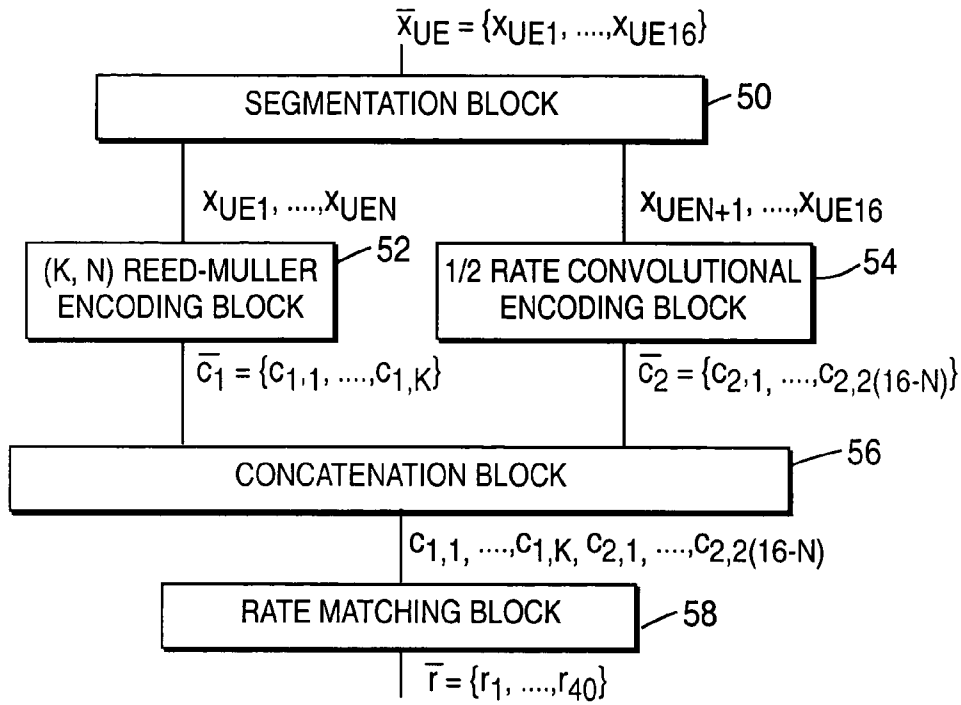 x̅UE = {xUE1, ....,xUE16}
SEGMENTATION BLOCK
50
xUE1, ....,xUEN
xUEN+1, ....,xUE16
(K, N) REED-MULLER
ENCODING BLOCK
52
1/2 RATE CONVOLUTIONAL
ENCODING BLOCK
54
c̅1 = {c1,1, ....,c1,K}
c̅2 = {c2,1, ....,c2,2(16-N)}
CONCATENATION BLOCK
56
c1,1, ....,c1,K, c2,1, ....,c2,2(16-N)
RATE MATCHING BLOCK
58
r̅ = {r1, ....,r40}